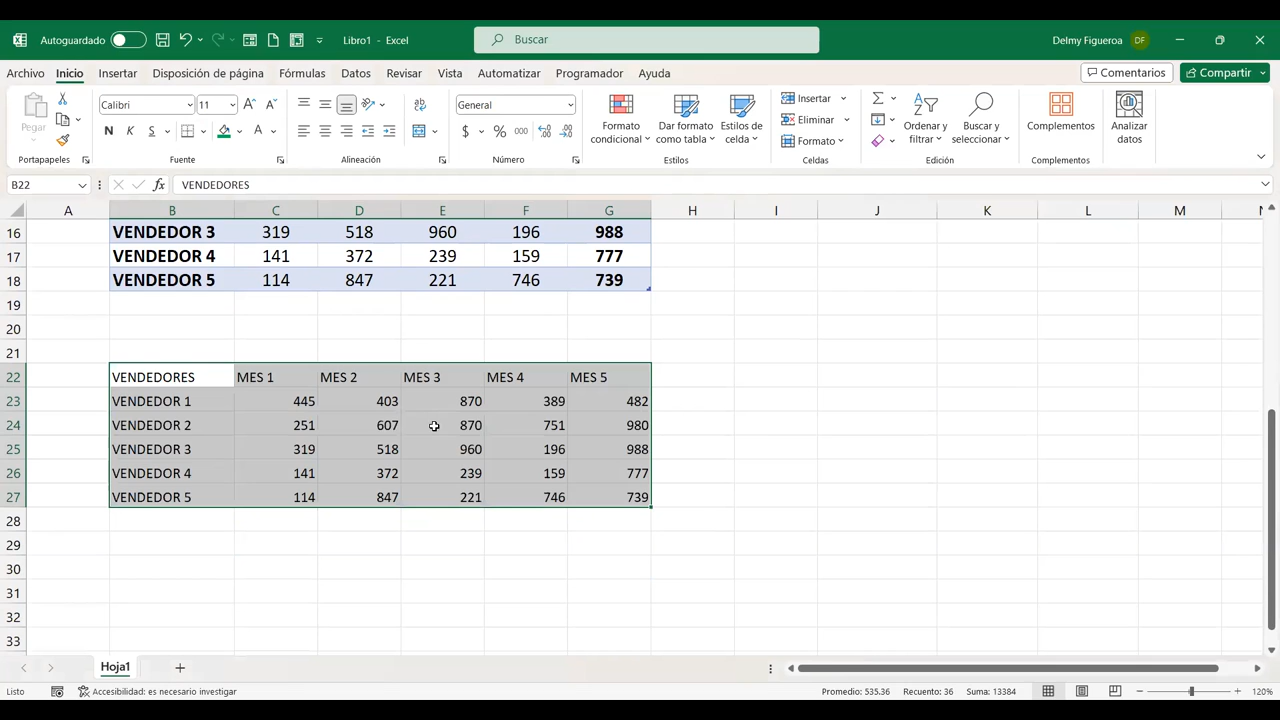 Autoguardado Libro1 - Excel Buscar Delmy Figueroa DF
Archivo Inicio Insertar Disposición de página Fórmulas Datos Revisar Vista Automatizar Programador Ayuda Comentarios Compartir
Pegar Calibri 11 General Formato condicional Dar formato como tabla Estilos de celda Insertar Eliminar Formato Ordenar y filtrar Buscar y seleccionar Complementos Analizar datos
N K S A $ % 000
Portapapeles Fuente Alineación Número Estilos Celdas Edición Complementos
B22 fx VENDEDORES
A B C D E F G H I J K L M N
16 VENDEDOR 3 319 518 960 196 988
17 VENDEDOR 4 141 372 239 159 777
18 VENDEDOR 5 114 847 221 746 739
19
20
21
22 VENDEDORES MES 1 MES 2 MES 3 MES 4 MES 5
23 VENDEDOR 1 445 403 870 389 482
24 VENDEDOR 2 251 607 870 751 980
25 VENDEDOR 3 319 518 960 196 988
26 VENDEDOR 4 141 372 239 159 777
27 VENDEDOR 5 114 847 221 746 739
28
29
30
31
32
33
Hoja1
Listo Accesibilidad: es necesario investigar Promedio: 535.36 Recuento: 36 Suma: 13384 120%